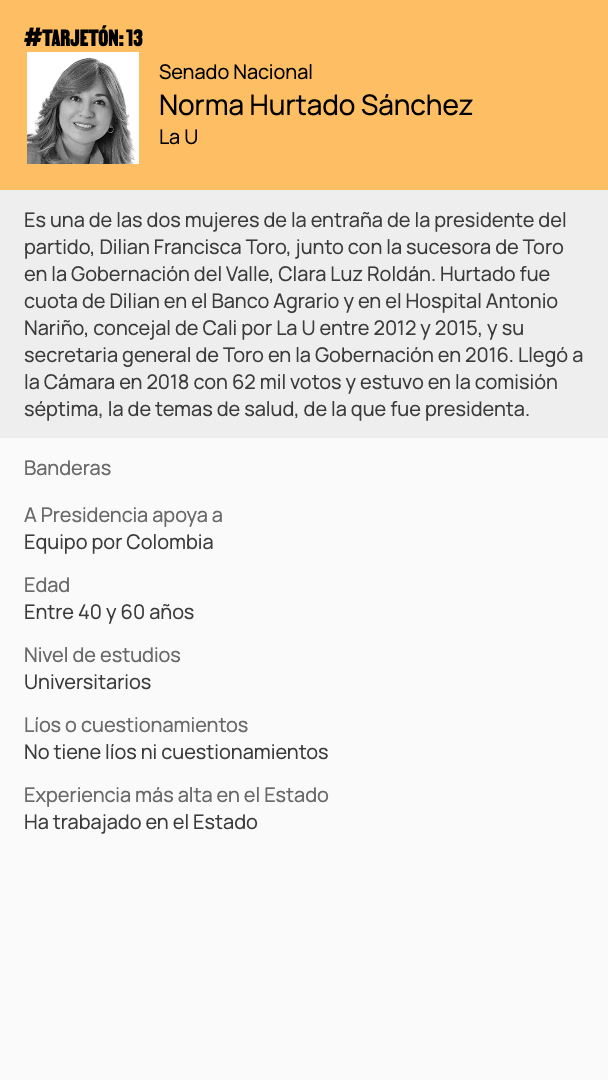 #TARJETÓN: 13
Senado Nacional
Norma Hurtado Sánchez
La U
Es una de las dos mujeres de la entraña de la presidente del
partido, Dilian Francisca Toro, junto con la sucesora de Toro
en la Gobernación del Valle, Clara Luz Roldán. Hurtado fue
cuota de Dilian en el Banco Agrario y en el Hospital Antonio
Nariño, concejal de Cali por La U entre 2012 y 2015, y su
secretaria general de Toro en la Gobernación en 2016. Llegó a
la Cámara en 2018 con 62 mil votos y estuvo en la comisión
séptima, la de temas de salud, de la que fue presidenta.
Banderas
A Presidencia apoya a
Equipo por Colombia
Edad
Entre 40 y 60 años
Nivel de estudios
Universitarios
Líos o cuestionamientos
No tiene líos ni cuestionamientos
Experiencia más alta en el Estado
Ha trabajado en el Estado